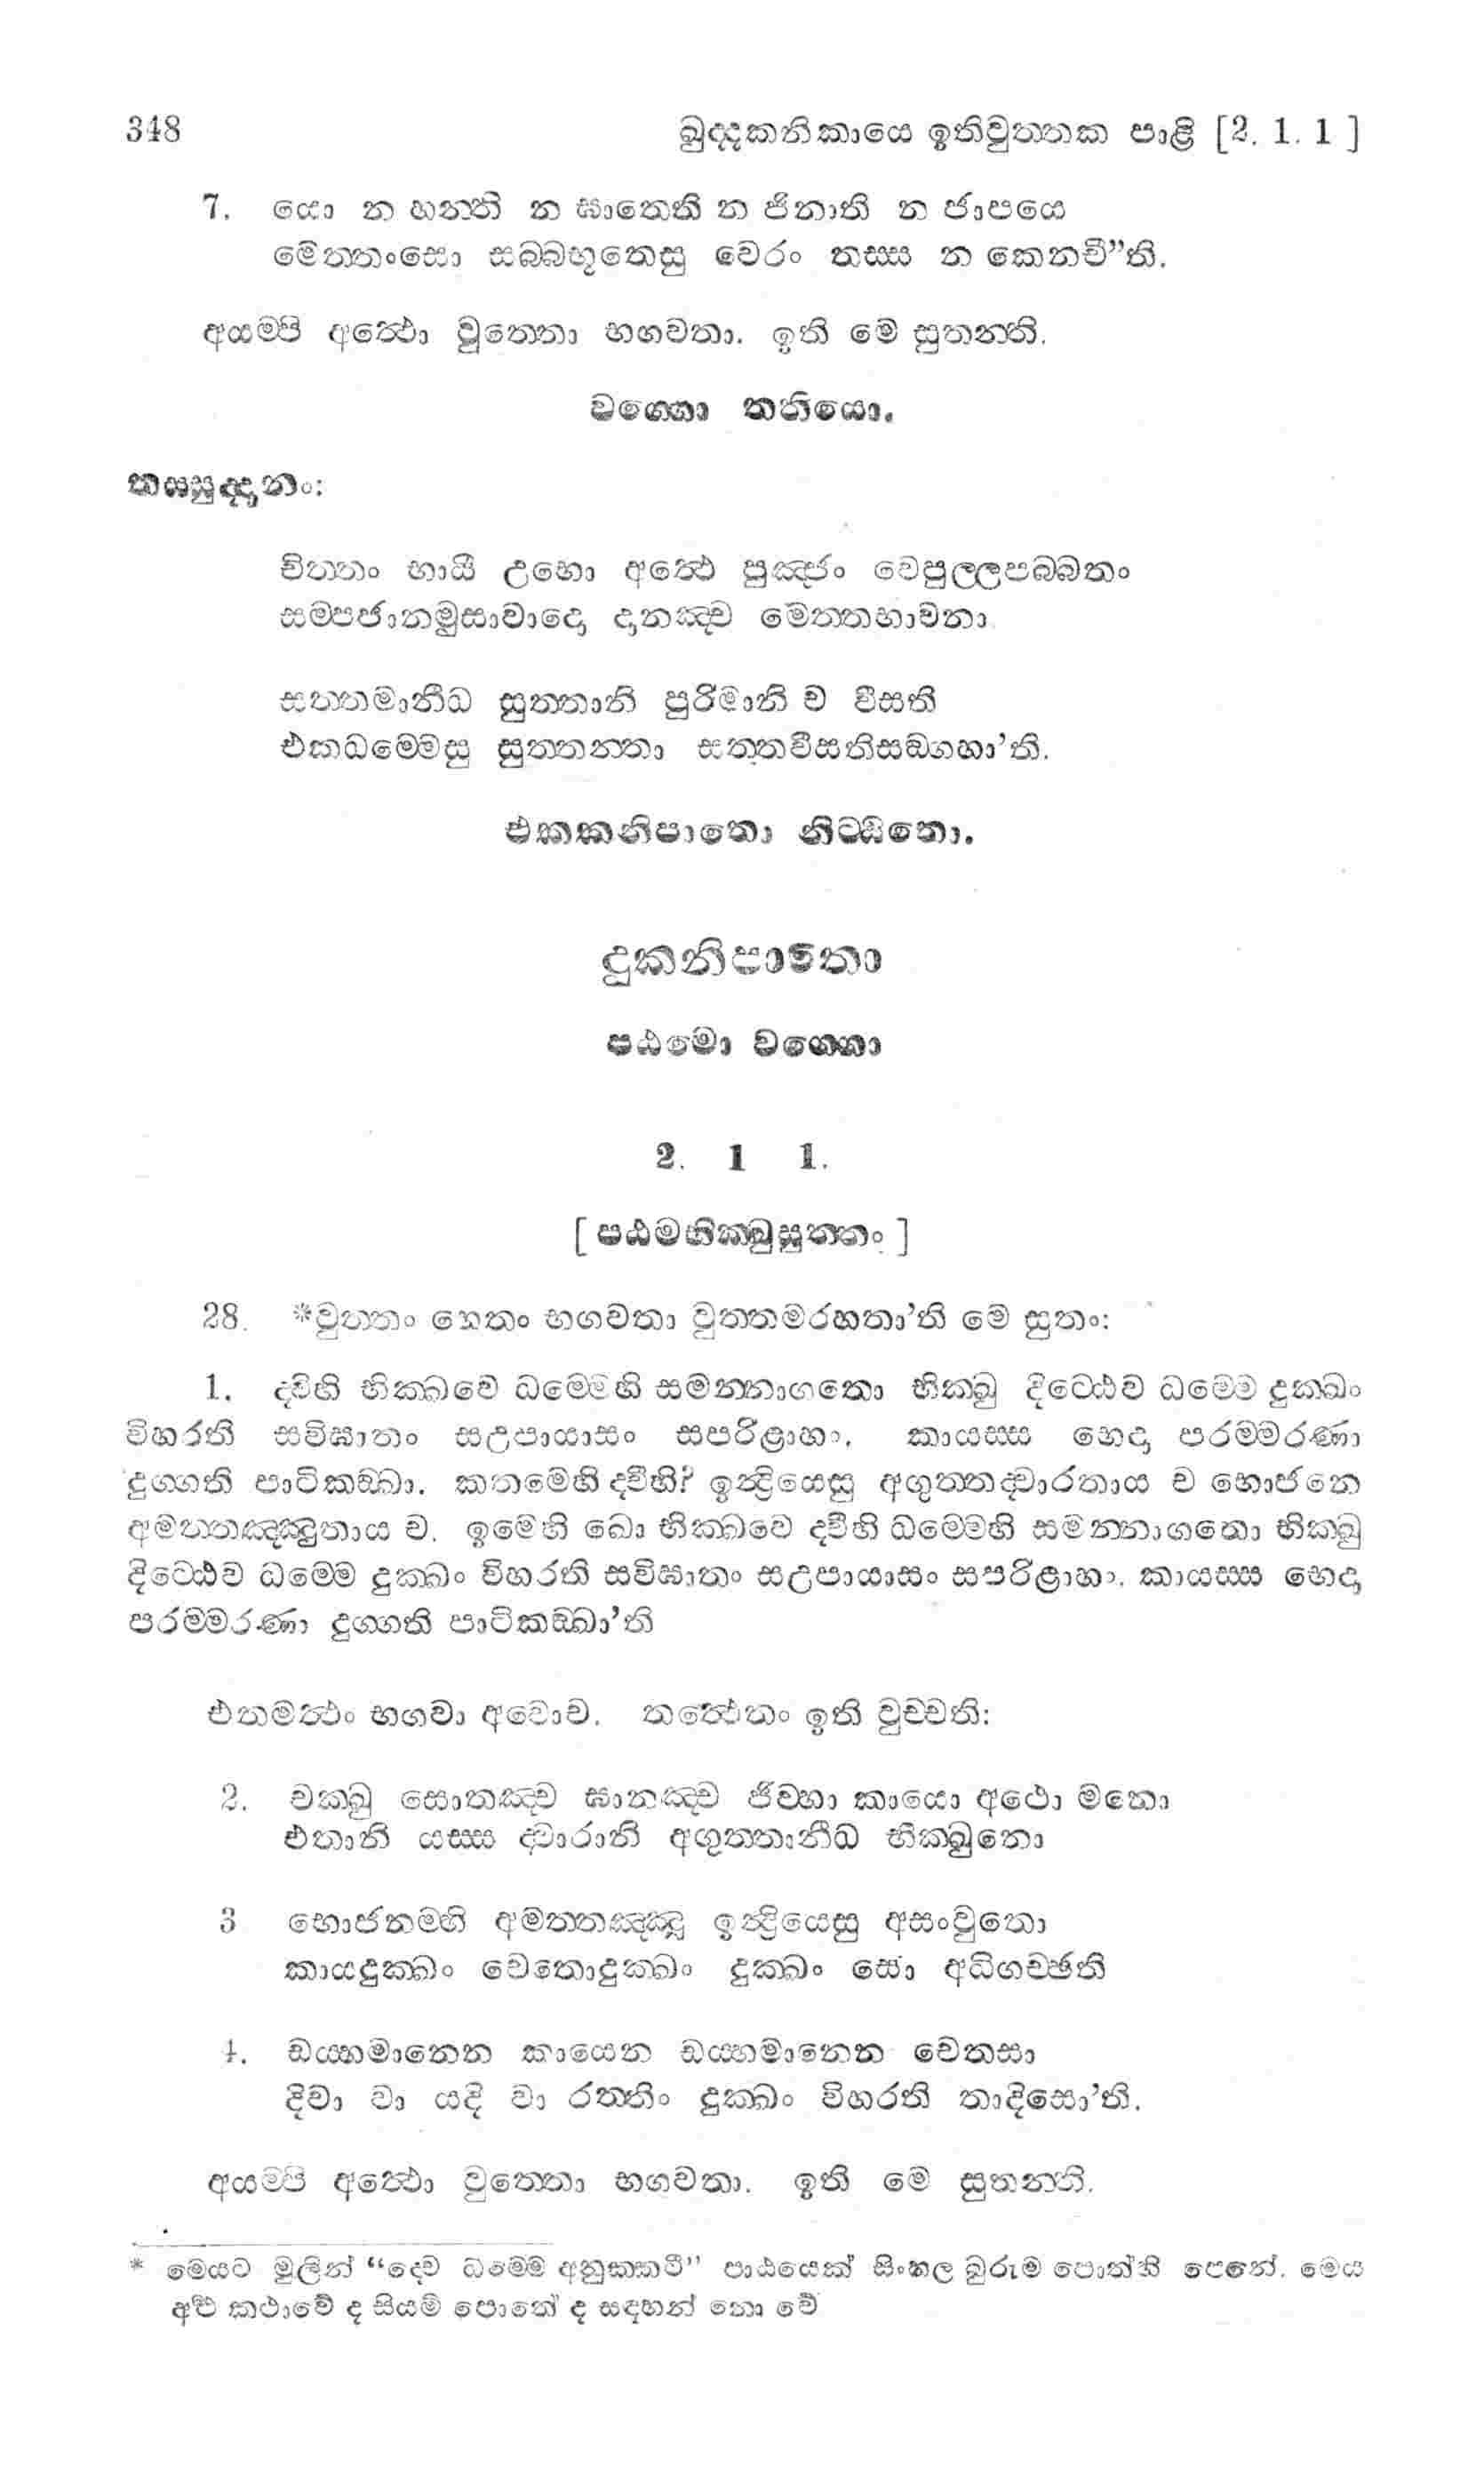 348 ඛුද්දකනිකායෙ ඉතිවුත්තක පාළි [2. 1. 1 ]
7. යො න හන්ති න ඝාතෙති න ජිනාති න ජාපයෙ
මෙත්තංසො සබ්බභූතෙසු වෙරං තස්ස න කෙනචී”ති.
අයම්පි අත්ථො වුත්තො භගවතා. ඉති මෙ සුතන්ති.
වග්ගො තතියො.
තස්සුද්දානං:
චිත්තං ඣායී උභො අත්ථෙ පුඤ්ජං වෙපුල්ලපබ්බතං
සම්පජානමුසාවාදො දානඤ්ච මෙත්තභාවනා
සත්තමානීධ සුත්තානි පුරිමානි ච වීසති
එකධම්මෙසු සුත්තන්තා සත්තවීසතිසඞ්ගහා’ති.
එකකනිපාතො නිට්ඨිතො.
දුකනිපාතො
පඨමො වග්ගො
2. 1 1.
[ පඨමභික්ඛුසුත්තං ]
28. *වුත්තං හෙතං භගවතා වුත්තමරහතා’ති මෙ සුතං:
1. ද්වීහි භික්ඛවෙ ධම්මෙහි සමන්නාගතො භික්ඛු දිට්ඨෙව ධම්මෙ දුක්ඛං
විහරති සවිඝාතං සඋපායාසං සපරිළාහං, කායස්ස භෙදා පරම්මරණා
දුග්ගති පාටිකඞ්ඛා. කතමෙහි ද්වීහි? ඉන්ද්‍රියෙසු අගුත්තද්වාරතාය ච භොජනෙ
අමත්තඤ්ඤුතාය ච. ඉමෙහි ඛො භික්ඛවෙ ද්වීහි ධම්මෙහි සමන්නාගතො භික්ඛු
දිට්ඨෙව ධම්මෙ දුක්ඛං විහරති සවිඝාතං සඋපායාසං සපරිළාහං. කායස්ස භෙදා
පරම්මරණා දුග්ගති පාටිකඞ්ඛා’ති
එතමත්ථං භගවා අවොච. තත්ථෙතං ඉති වුච්චති:
2. චක්ඛු සොතඤ්ච ඝානඤ්ච ජිව්හා කායො අථො මනො
එතානි යස්ස ද්වාරානි අගුත්තානීධ භික්ඛුනො
3 භොජනම්හි අමත්තඤ්ඤූ ඉන්ද්‍රියෙසු අසංවුතො
කායදුක්ඛං චෙතොදුක්ඛං දුක්ඛං සො අධිගච්ඡති
4. ඩය්හමානෙන කායෙන ඩය්හමානෙන චෙතසා
දිවා වා යදි වා රත්තිං දුක්ඛං විහරති තාදිසො’ති.
අයම්පි අත්ථො වුත්තො භගවතා. ඉති මෙ සුතන්ති.
* මෙයට මුලින් “ද්වෙ ධම්මෙ අනුක්කටී” පාඨයෙක් සිංහල බුරුම පොත්හි පෙනේ. මෙය
අටු කථාවේ ද සියම් පොතේ ද සඳහන් නො වේ